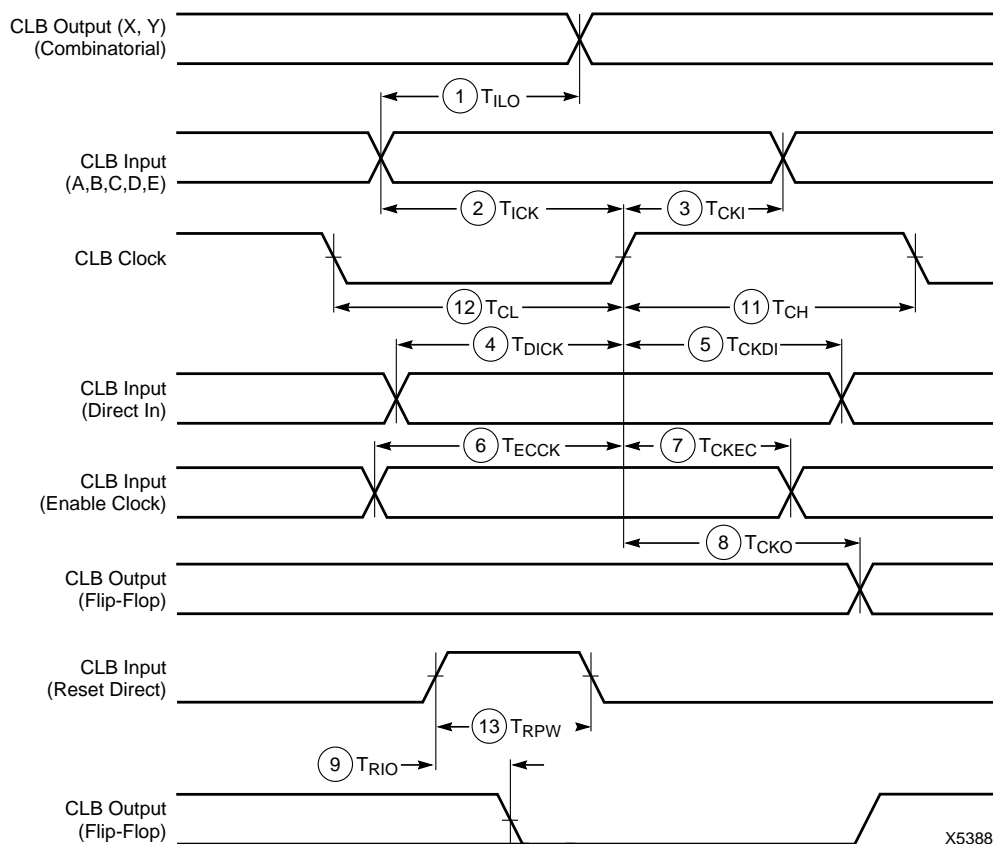 CLB Output (X, Y)
(Combinatorial)
1 TILO
CLB Input
(A,B,C,D,E)
2 TICK
3 TCKI
CLB Clock
12 TCL
11 TCH
4 TDICK
5 TCKDI
CLB Input
(Direct In)
6 TECCK
7 TCKEC
CLB Input
(Enable Clock)
8 TCKO
CLB Output
(Flip-Flop)
CLB Input
(Reset Direct)
13 TRPW
9 TRIO
CLB Output
(Flip-Flop)
X5388